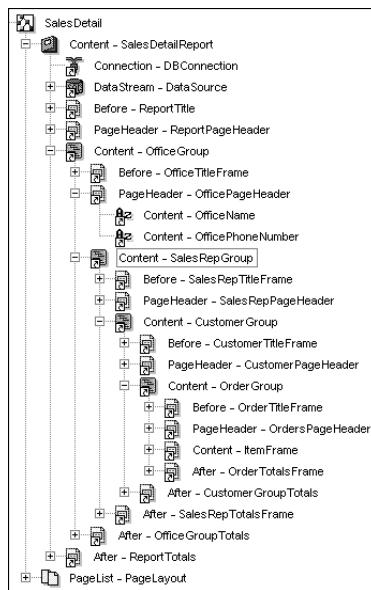 SalesDetail
Content – SalesDetailReport
Connection – DBConnection
DataStream – DataSource
Before – ReportTitle
PageHeader – ReportPageHeader
Content – OfficeGroup
Before – OfficeTitleFrame
PageHeader – OfficePageHeader
Content – OfficeName
Content – OfficePhoneNumber
Content – SalesRepGroup
Before – SalesRepTitleFrame
PageHeader – SalesRepPageHeader
Content – CustomerGroup
Before – CustomerTitleFrame
PageHeader – CustomerPageHeader
Content – OrderGroup
Before – OrderTitleFrame
PageHeader – OrdersPageHeader
Content – ItemFrame
After – OrderTotalsFrame
After – CustomerGroupTotals
After – SalesRepTotalsFrame
After – OfficeGroupTotals
After – ReportTotals
PageList – PageLayout